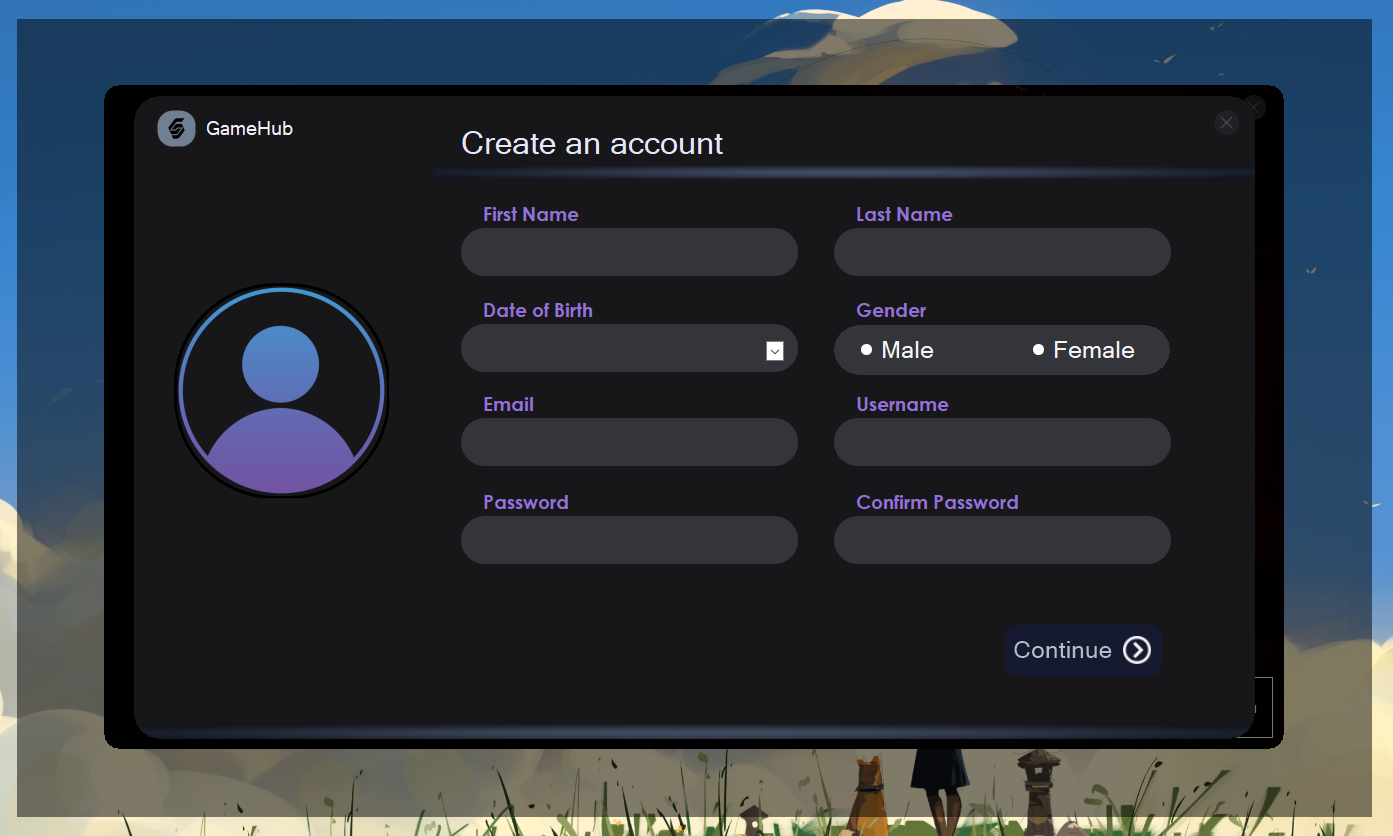 GameHub
Create an account
First Name
Last Name
Date of Birth
Gender
Male
Female
Email
Username
Password
Confirm Password
Continue